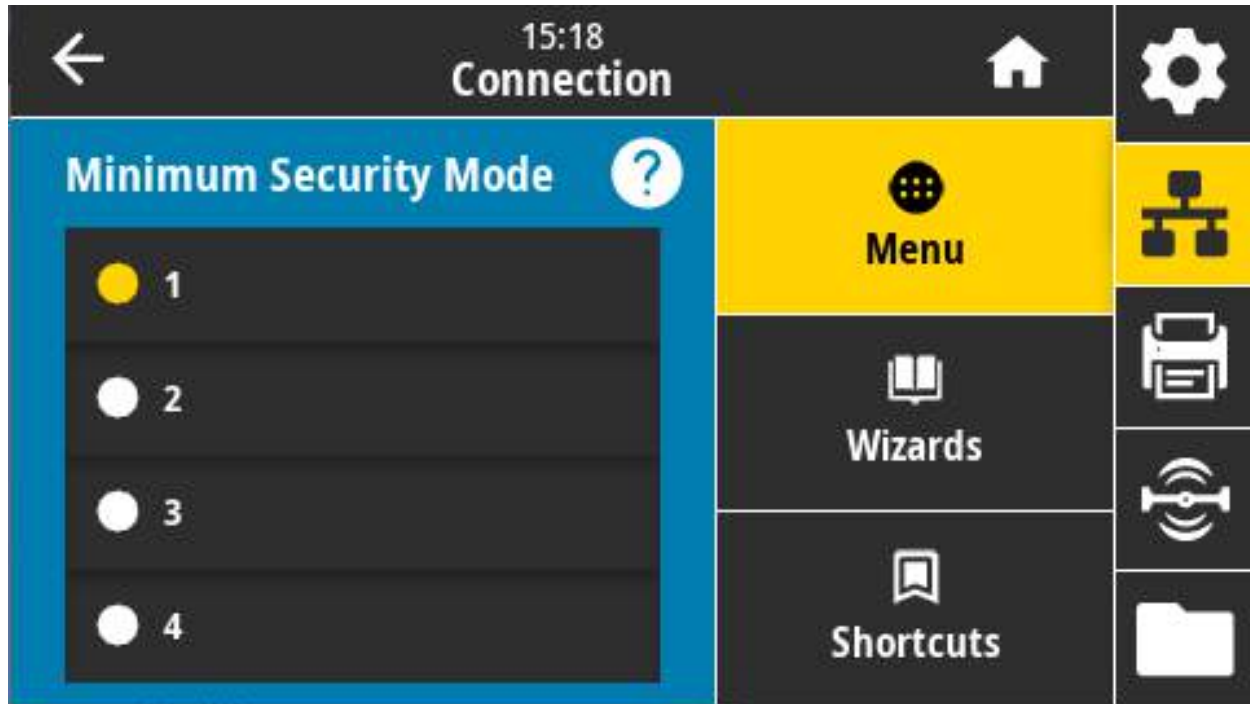 15:18
Connection
Minimum Security Mode ?
1
2
3
4
Menu
Wizards
Shortcuts